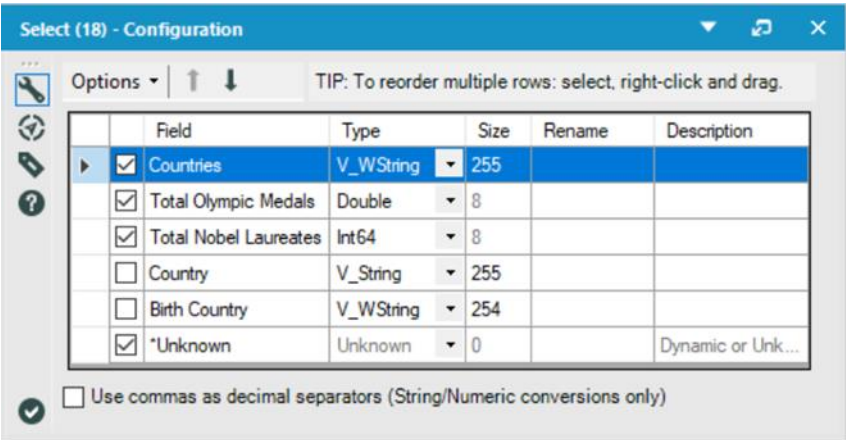 Select (18) - Configuration
Options TIP: To reorder multiple rows: select, right-click and drag.
Field Type Size Rename Description
Countries V_WString 255
Total Olympic Medals Double 8
Total Nobel Laureates Int64 8
Country V_String 255
Birth Country V_WString 254
*Unknown Unknown 0 Dynamic or Unk...
Use commas as decimal separators (String/Numeric conversions only)